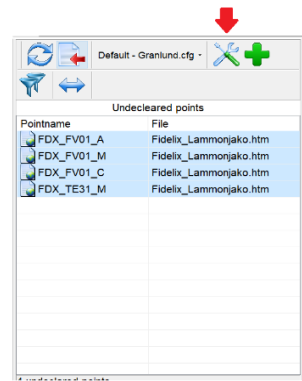 Default - Granlund.cfg
Undecleared points
Pointname File
FDX_FV01_A Fidelix_Lammonjako.htm
FDX_FV01_M Fidelix_Lammonjako.htm
FDX_FV01_C Fidelix_Lammonjako.htm
FDX_TE31_M Fidelix_Lammonjako.htm